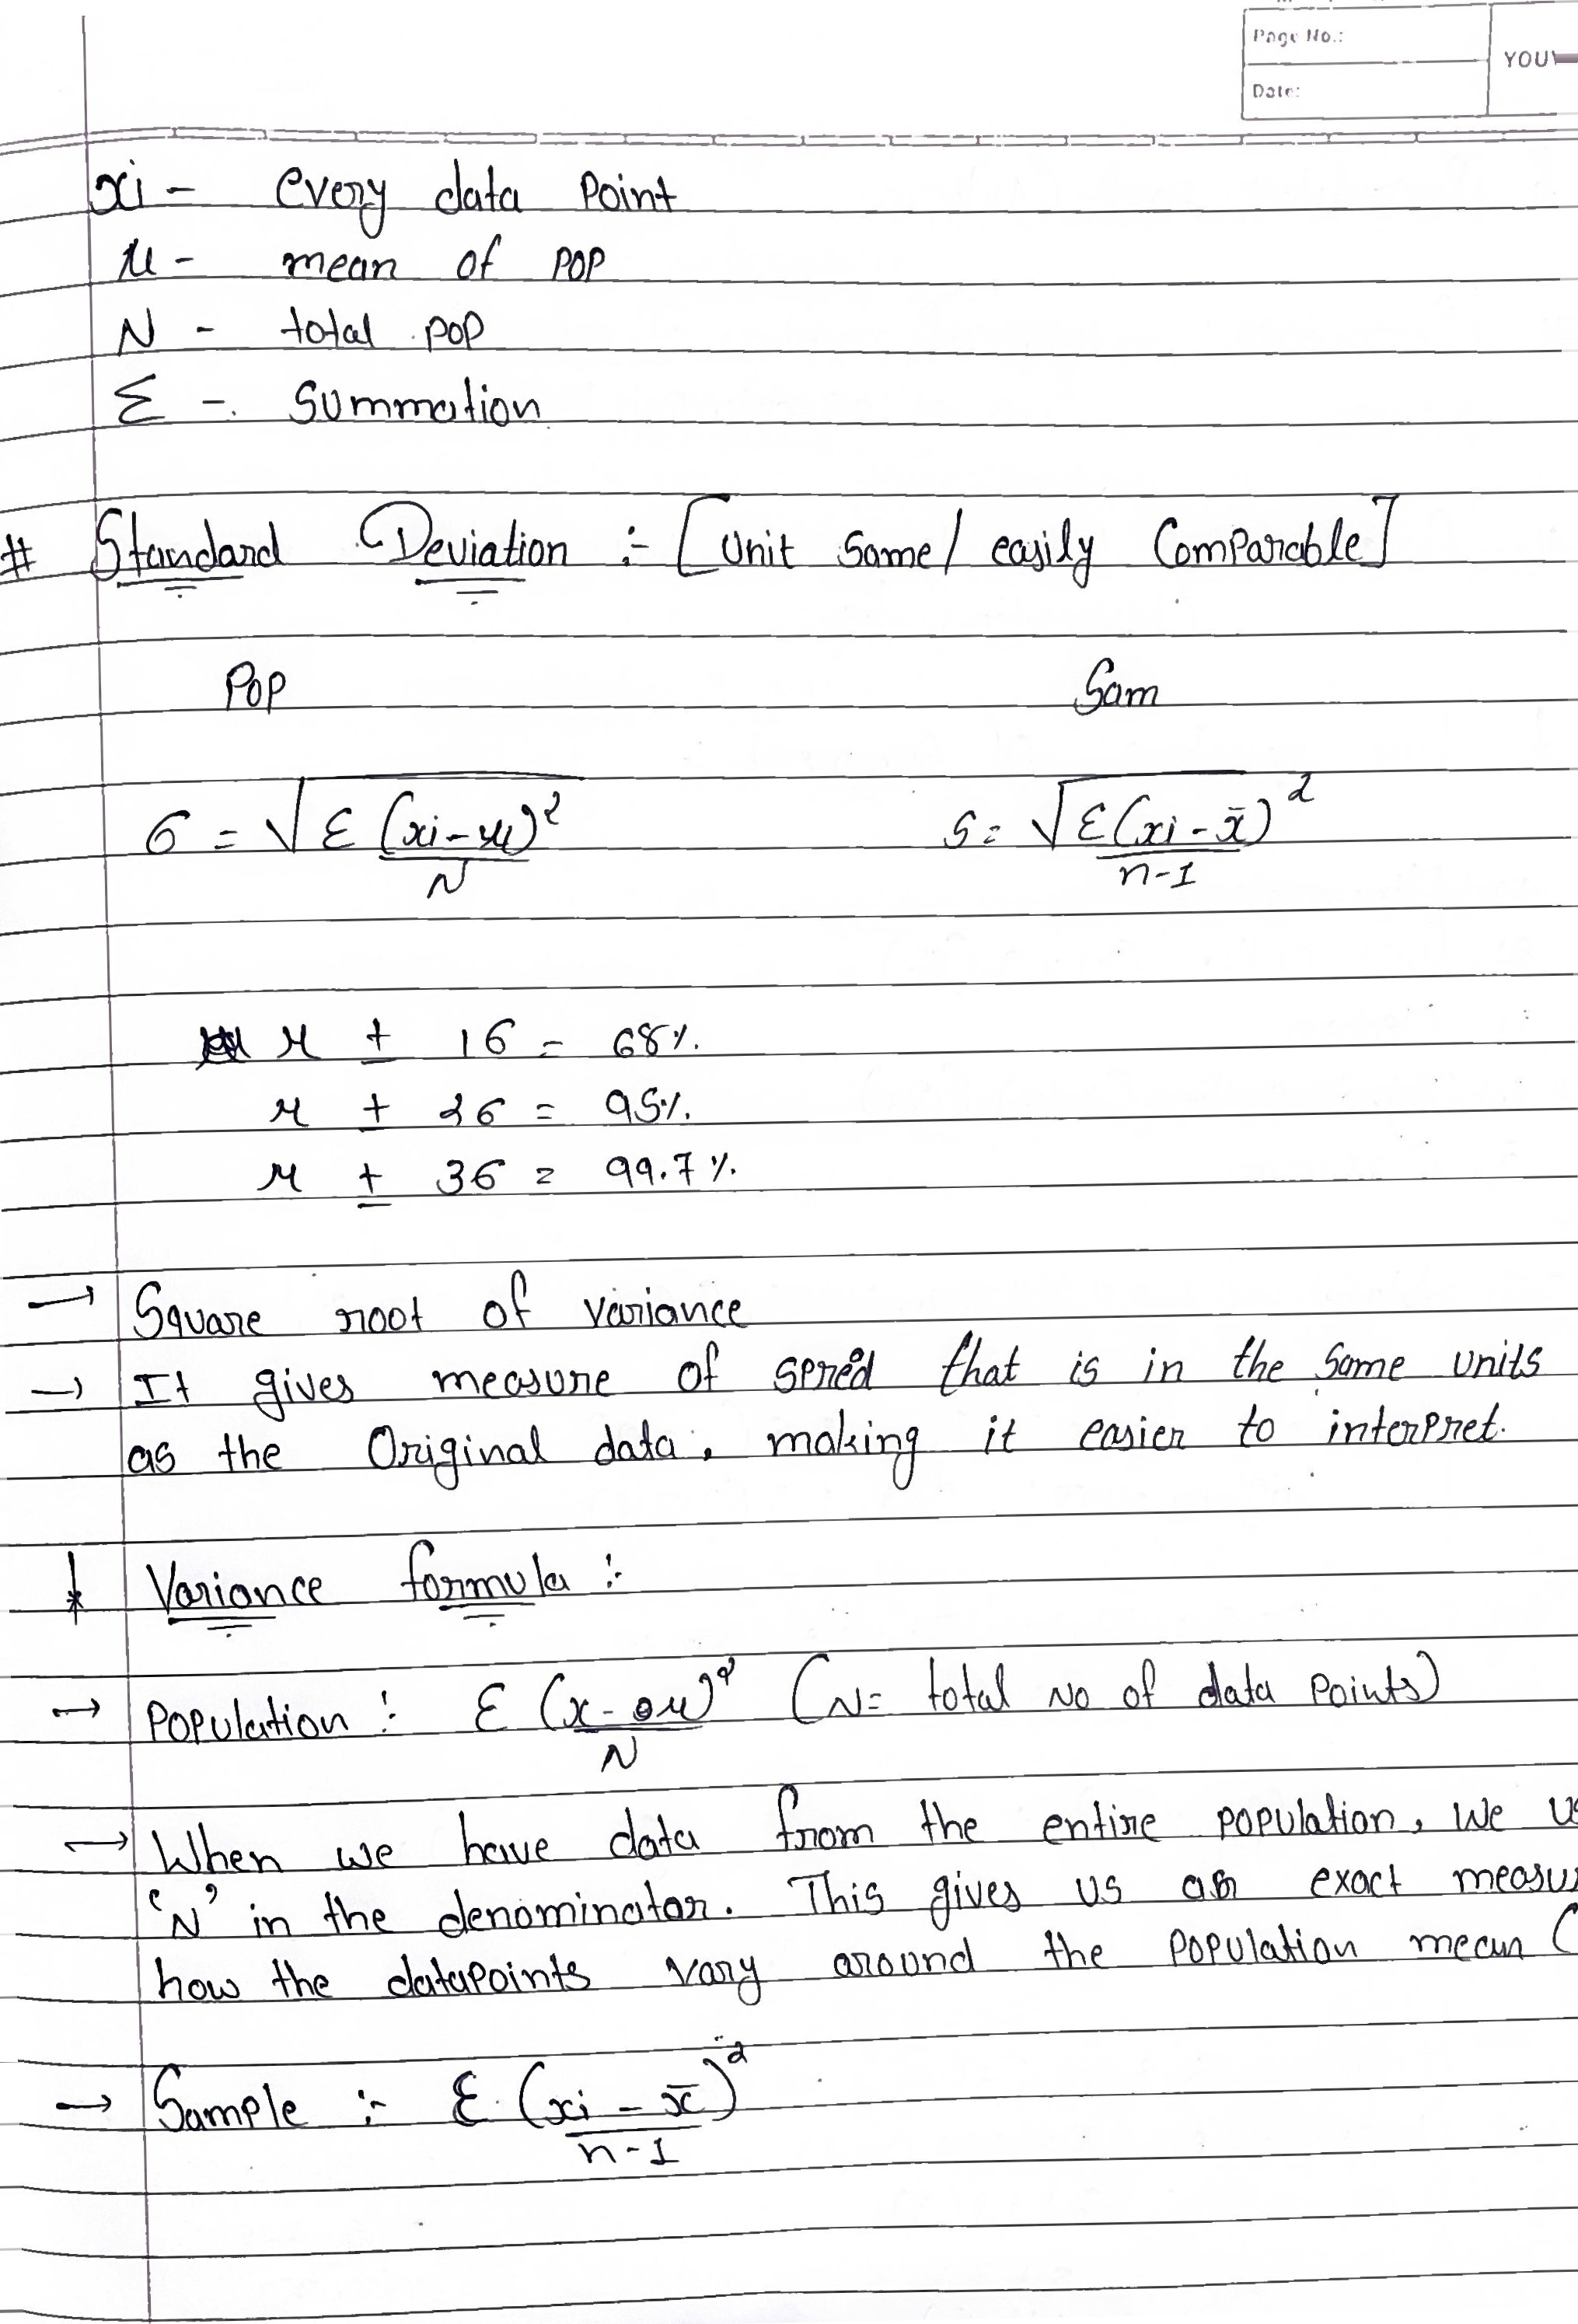 Page No.:
Date:
YOU
xi - every data point
μ - mean of pop
N - total pop
Σ - Summation
# Standard Deviation :- [unit same / easily comparable]
Pop Sam
σ = √Σ(xi-μ)²/N s = √Σ(xi-x̄)²/n-1
μ ± 1σ = 68%.
μ ± 2σ = 95%.
μ ± 3σ = 99.7%.
→ Square root of variance
→ It gives measure of spred that is in the same units
as the Original data, making it easier to interpret.
* Variance formula :-
→ Population : Σ(x-μ)²/N (N= total No of data points)
→ When we have data from the entire population, we us
'N' in the denominator. This gives us an exact measu
how the datapoints vary around the population mean (
→ Sample :- Σ(xi-x̄)²/n-1